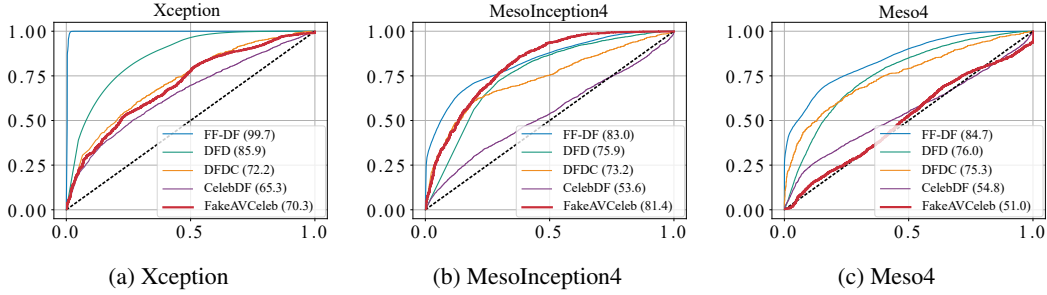 Xception
1.00
0.75
0.50
0.25
0.00
0.0
0.5
1.0
FF-DF (99.7)
DFD (85.9)
DFDC (72.2)
CelebDF (65.3)
FakeAVCeleb (70.3)
(a) Xception
MesoInception4
1.00
0.75
0.50
0.25
0.00
0.0
0.5
1.0
FF-DF (83.0)
DFD (75.9)
DFDC (73.2)
CelebDF (53.6)
FakeAVCeleb (81.4)
(b) MesoInception4
Meso4
1.00
0.75
0.50
0.25
0.00
0.0
0.5
1.0
FF-DF (84.7)
DFD (76.0)
DFDC (75.3)
CelebDF (54.8)
FakeAVCeleb (51.0)
(c) Meso4